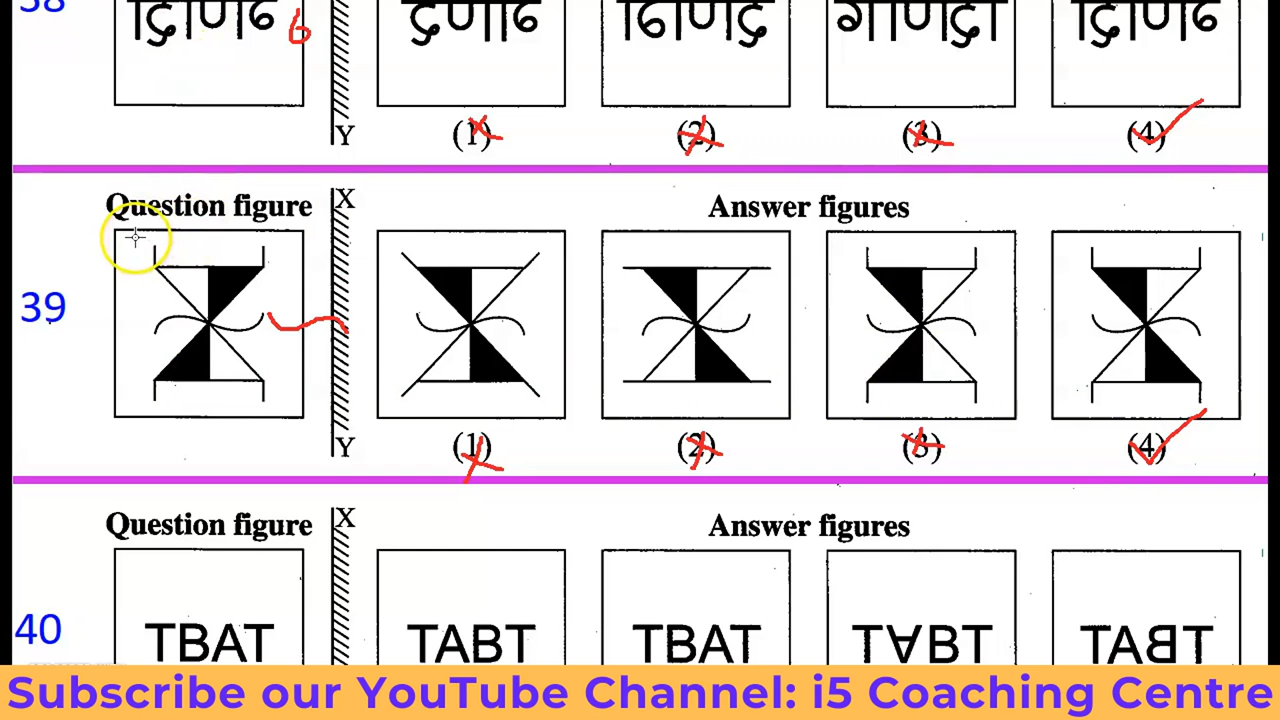 38
6
Y
(1) (2) (3) (4)
Question figure X Answer figures
39
Y
(1) (2) (3) (4)
Question figure X Answer figures
40 TBAT TABT TBAT
Subscribe our YouTube Channel: i5 Coaching Centre